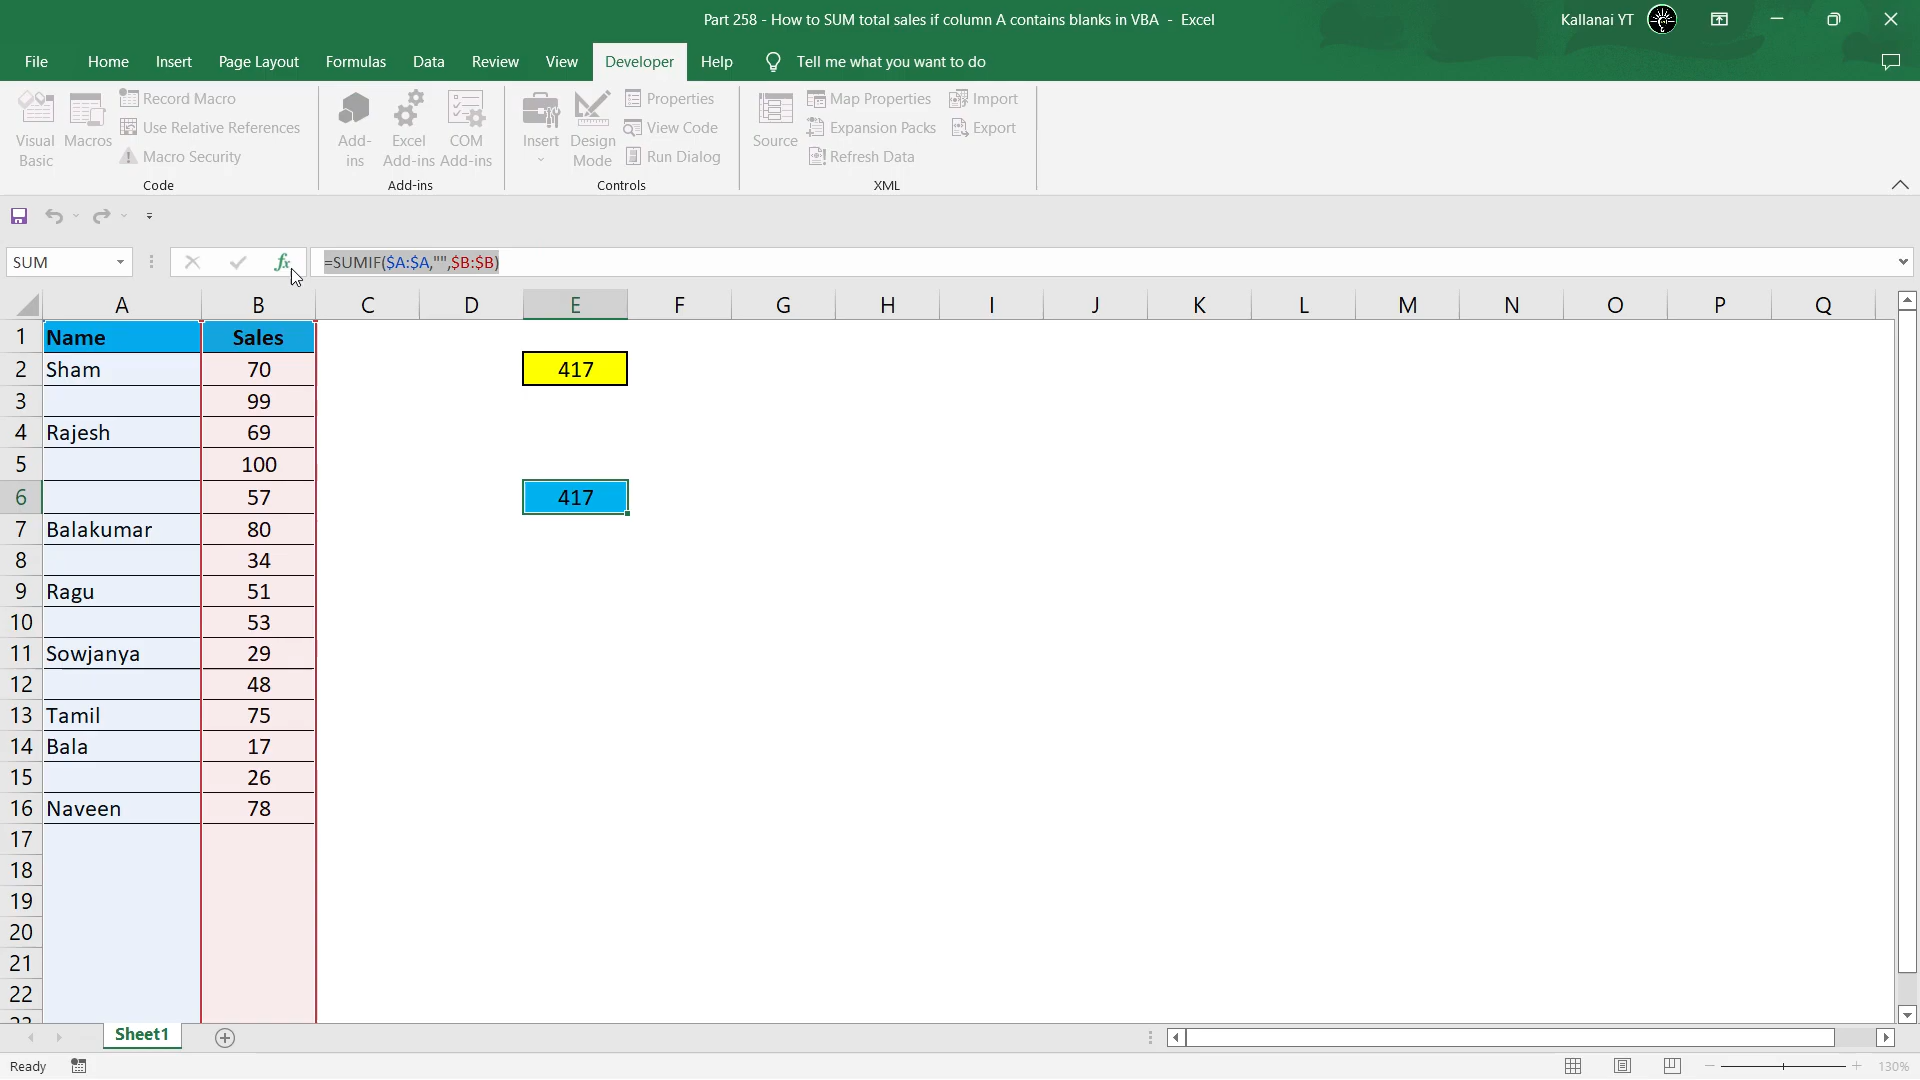 Part 258 - How to SUM total sales if column A contains blanks in VBA - Excel
Kallanai YT
File Home Insert Page Layout Formulas Data Review View Developer Help Tell me what you want to do
Visual Basic
Macros
Record Macro
Use Relative References
Macro Security
Code
Add-ins
Excel Add-ins
COM Add-ins
Add-ins
Insert
Design Mode
Properties
View Code
Run Dialog
Controls
Source
Map Properties
Expansion Packs
Refresh Data
Import
Export
XML
SUM fx =SUMIF($A:$A,"",$B:$B)
A B C D E F G H I J K L M N O P Q
1 Name Sales
2 Sham 70 417
3 99
4 Rajesh 69
5 100
6 57 417
7 Balakumar 80
8 34
9 Ragu 51
10 53
11 Sowjanya 29
12 48
13 Tamil 75
14 Bala 17
15 26
16 Naveen 78
17
18
19
20
21
22
23
Sheet1
Ready
130%